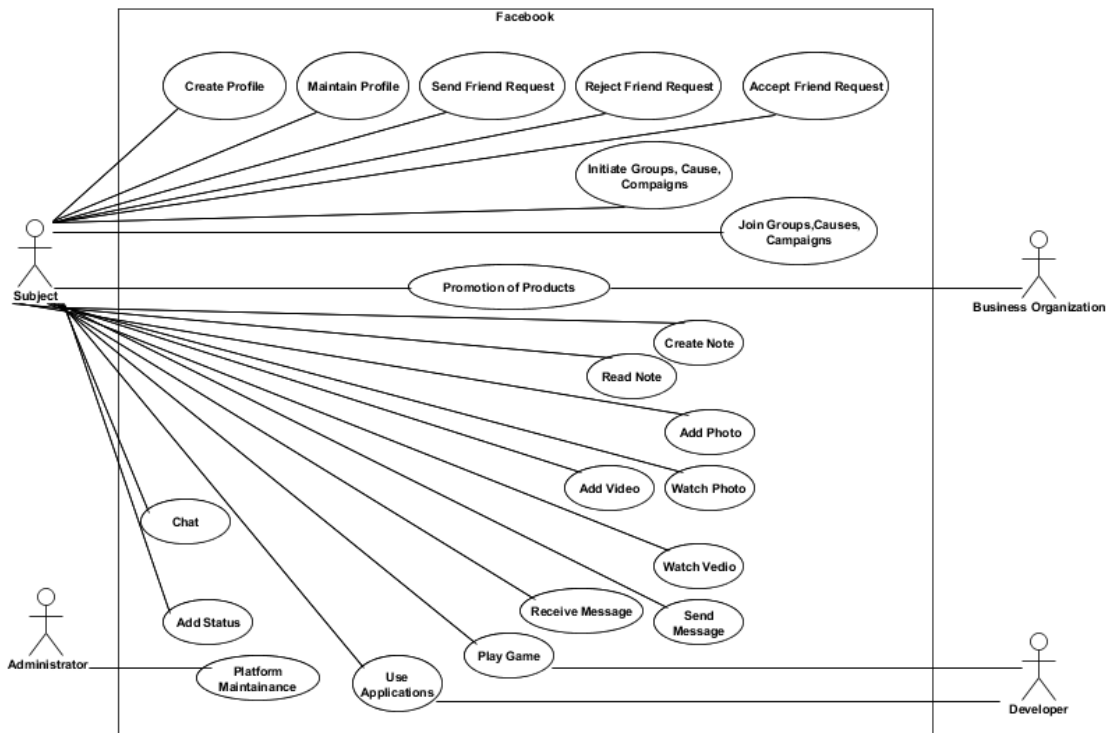 Facebook
Create Profile
Maintain Profile
Send Friend Request
Reject Friend Request
Accept Friend Request
Initiate Groups, Cause,
Compaigns
Join Groups,Causes,
Campaigns
Subject
Promotion of Products
Business Organization
Create Note
Read Note
Add Photo
Add Video
Watch Photo
Chat
Watch Vedio
Receive Message
Send
Message
Add Status
Play Game
Administrator
Platform
Maintainance
Use
Applications
Developer